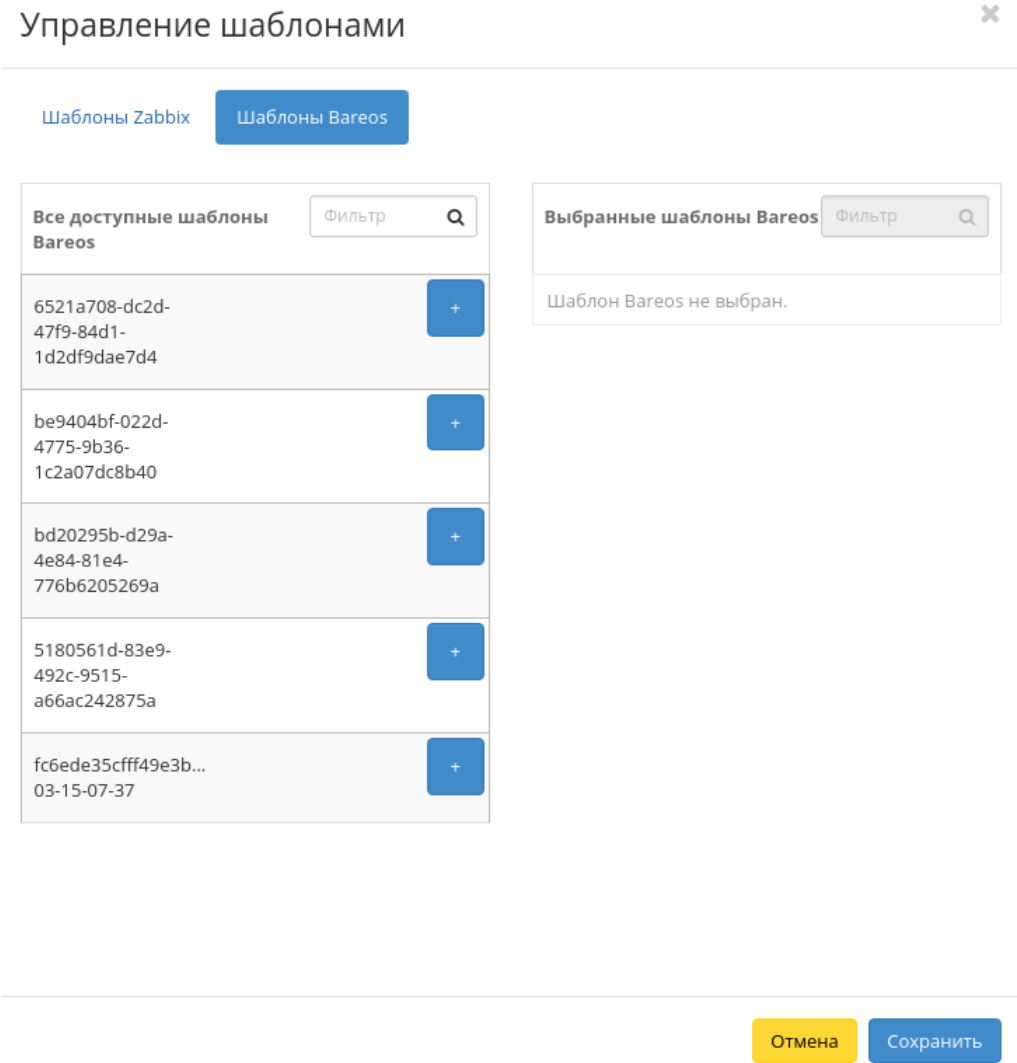 Управление шаблонами
×
Шаблоны Zabbix
Шаблоны Bareos
Все доступные шаблоны
Bareos
Фильтр
6521a708-dc2d-
47f9-84d1-
1d2df9dae7d4
+
be9404bf-022d-
4775-9b36-
1c2a07dc8b40
+
bd20295b-d29a-
4e84-81e4-
776b6205269a
+
5180561d-83e9-
492c-9515-
a66ac242875a
+
fc6ede35cfff49e3b...
03-15-07-37
+
Выбранные шаблоны Bareos
Фильтр
Шаблон Bareos не выбран.
Отмена
Сохранить